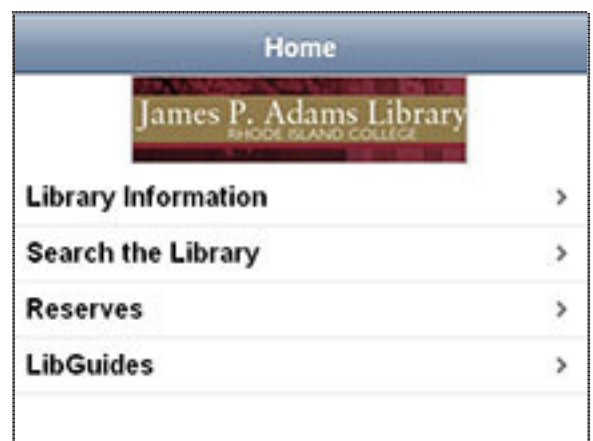 Home
James P. Adams Library
RHODE ISLAND COLLEGE
Library Information
Search the Library
Reserves
LibGuides